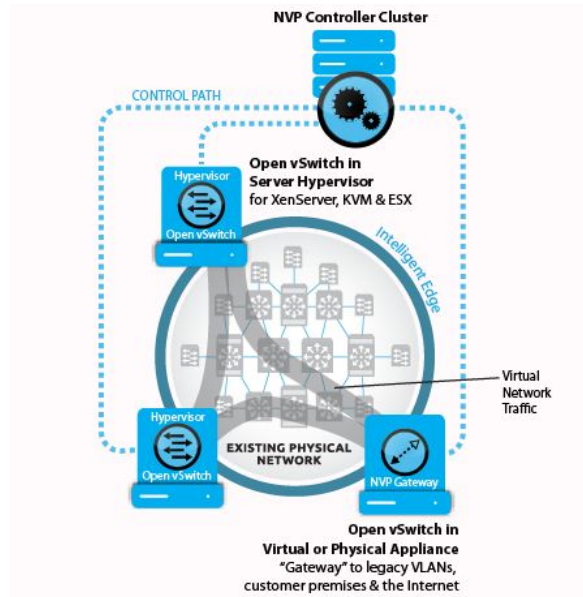 NVP Controller Cluster
CONTROL PATH
Open vSwitch in
Server Hypervisor
for XenServer, KVM & ESX
Hypervisor
Open vSwitch
Intelligent Edge
Virtual
Network
Traffic
Hypervisor
Open vSwitch
EXISTING PHYSICAL
NETWORK
NVP Gateway
Open vSwitch in
Virtual or Physical Appliance
"Gateway" to legacy VLANs,
customer premises & the Internet